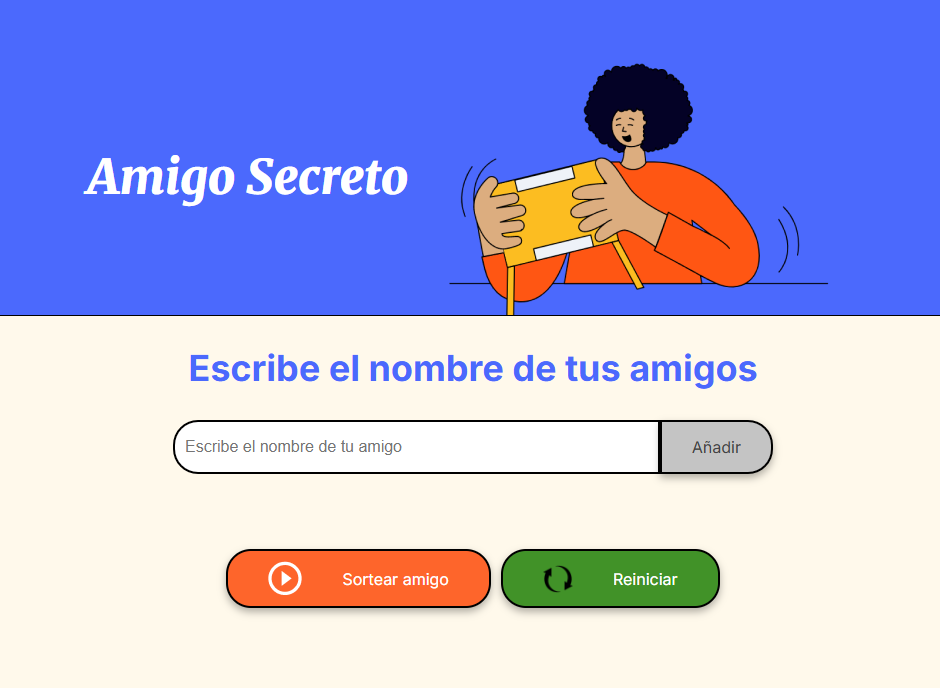 Amigo Secreto
Escribe el nombre de tus amigos
Escribe el nombre de tu amigo
Añadir
Sortear amigo
Reiniciar